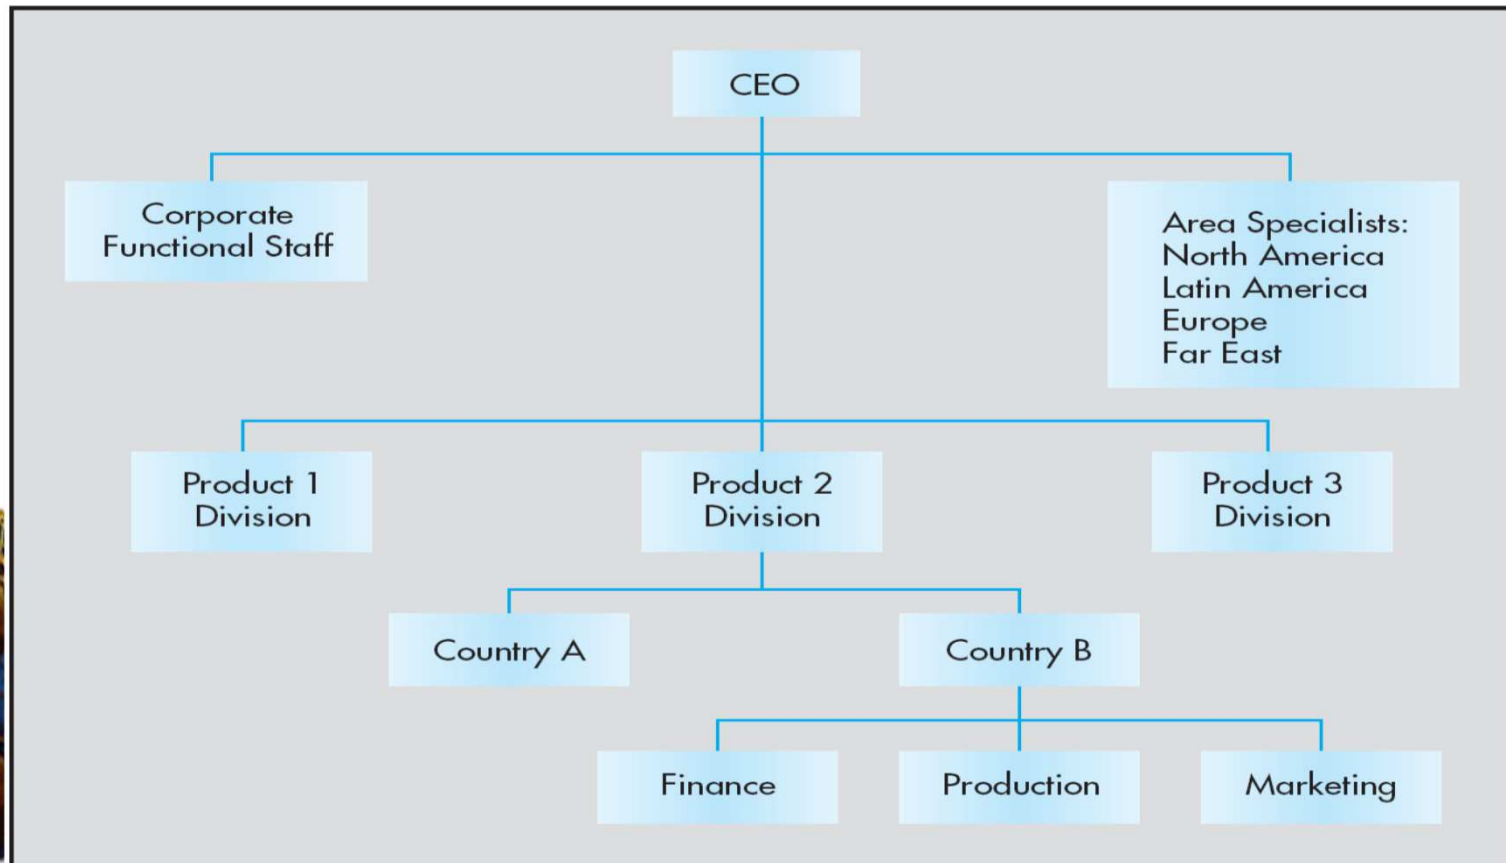 CEO
Corporate
Functional Staff
Area Specialists:
North America
Latin America
Europe
Far East
Product 1
Division
Product 2
Division
Product 3
Division
Country A
Country B
Finance
Production
Marketing